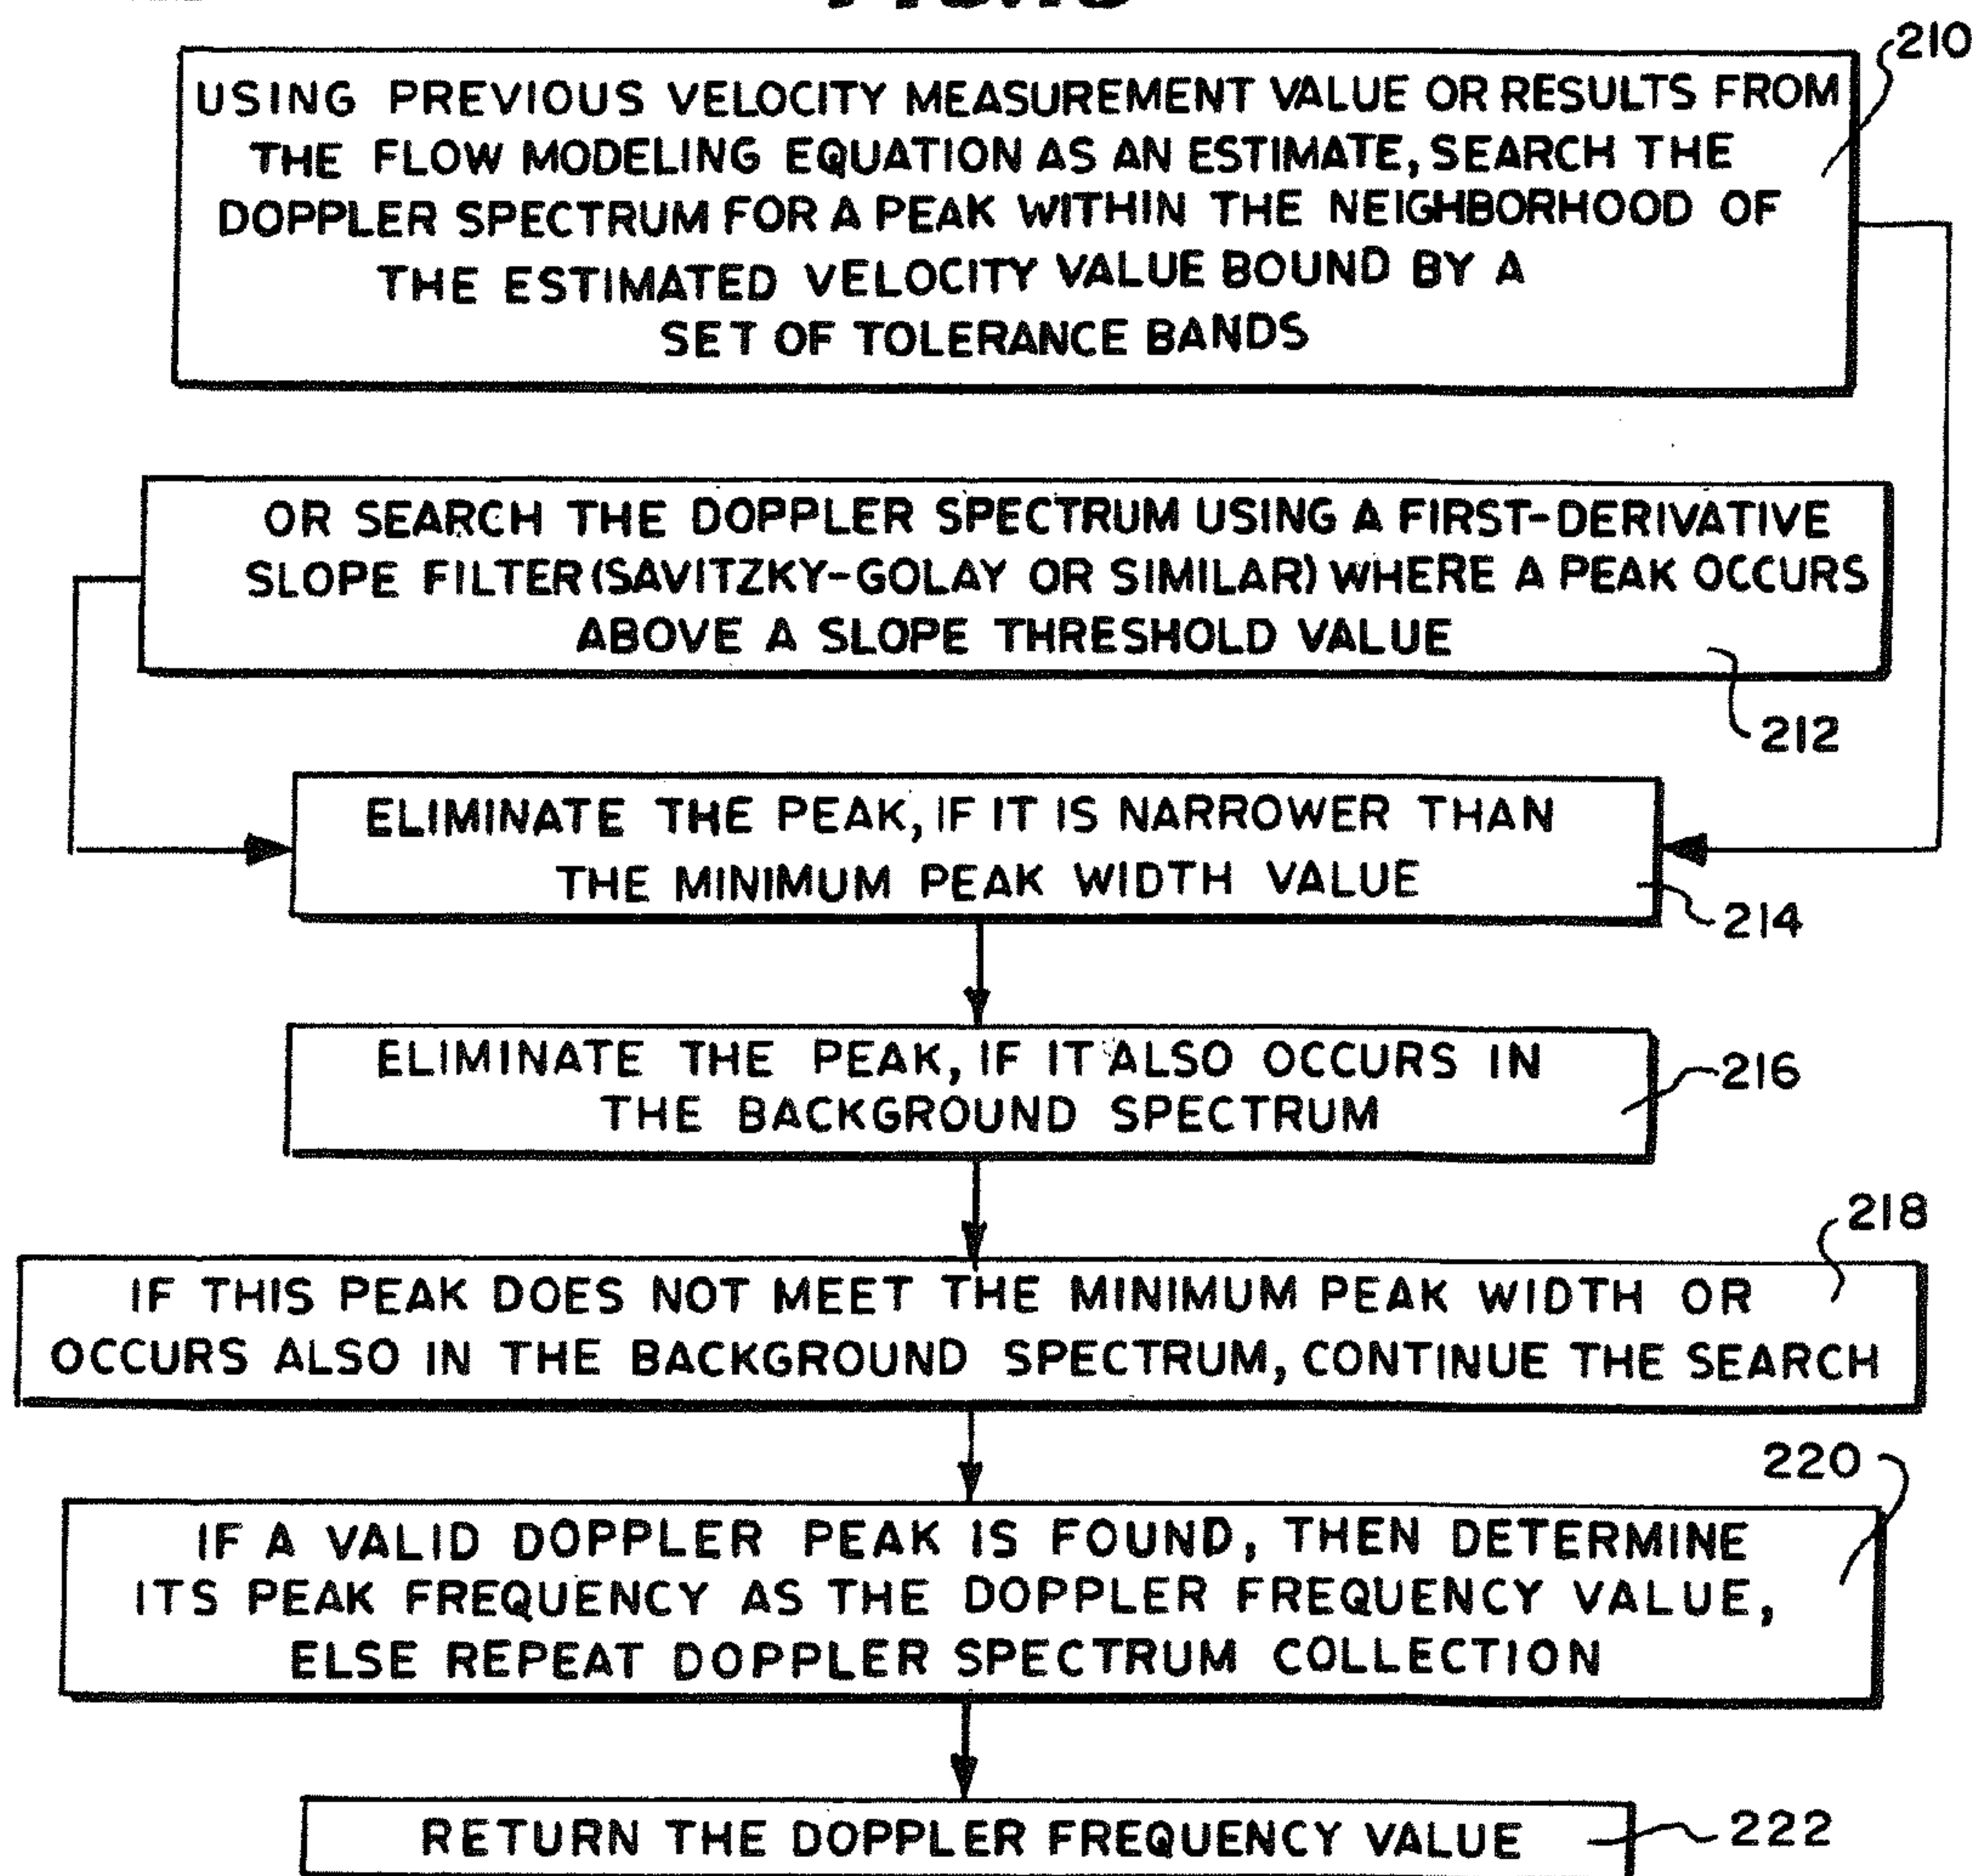 210
USING PREVIOUS VELOCITY MEASUREMENT VALUE OR RESULTS FROM
THE FLOW MODELING EQUATION AS AN ESTIMATE, SEARCH THE
DOPPLER SPECTRUM FOR A PEAK WITHIN THE NEIGHBORHOOD OF
THE ESTIMATED VELOCITY VALUE BOUND BY A
SET OF TOLERANCE BANDS
OR SEARCH THE DOPPLER SPECTRUM USING A FIRST-DERIVATIVE
SLOPE FILTER (SAVITZKY-GOLAY OR SIMILAR) WHERE A PEAK OCCURS
ABOVE A SLOPE THRESHOLD VALUE
212
ELIMINATE THE PEAK, IF IT IS NARROWER THAN
THE MINIMUM PEAK WIDTH VALUE
214
ELIMINATE THE PEAK, IF IT ALSO OCCURS IN
THE BACKGROUND SPECTRUM
216
218
IF THIS PEAK DOES NOT MEET THE MINIMUM PEAK WIDTH OR
OCCURS ALSO IN THE BACKGROUND SPECTRUM, CONTINUE THE SEARCH
220
IF A VALID DOPPLER PEAK IS FOUND, THEN DETERMINE
ITS PEAK FREQUENCY AS THE DOPPLER FREQUENCY VALUE,
ELSE REPEAT DOPPLER SPECTRUM COLLECTION
RETURN THE DOPPLER FREQUENCY VALUE
222